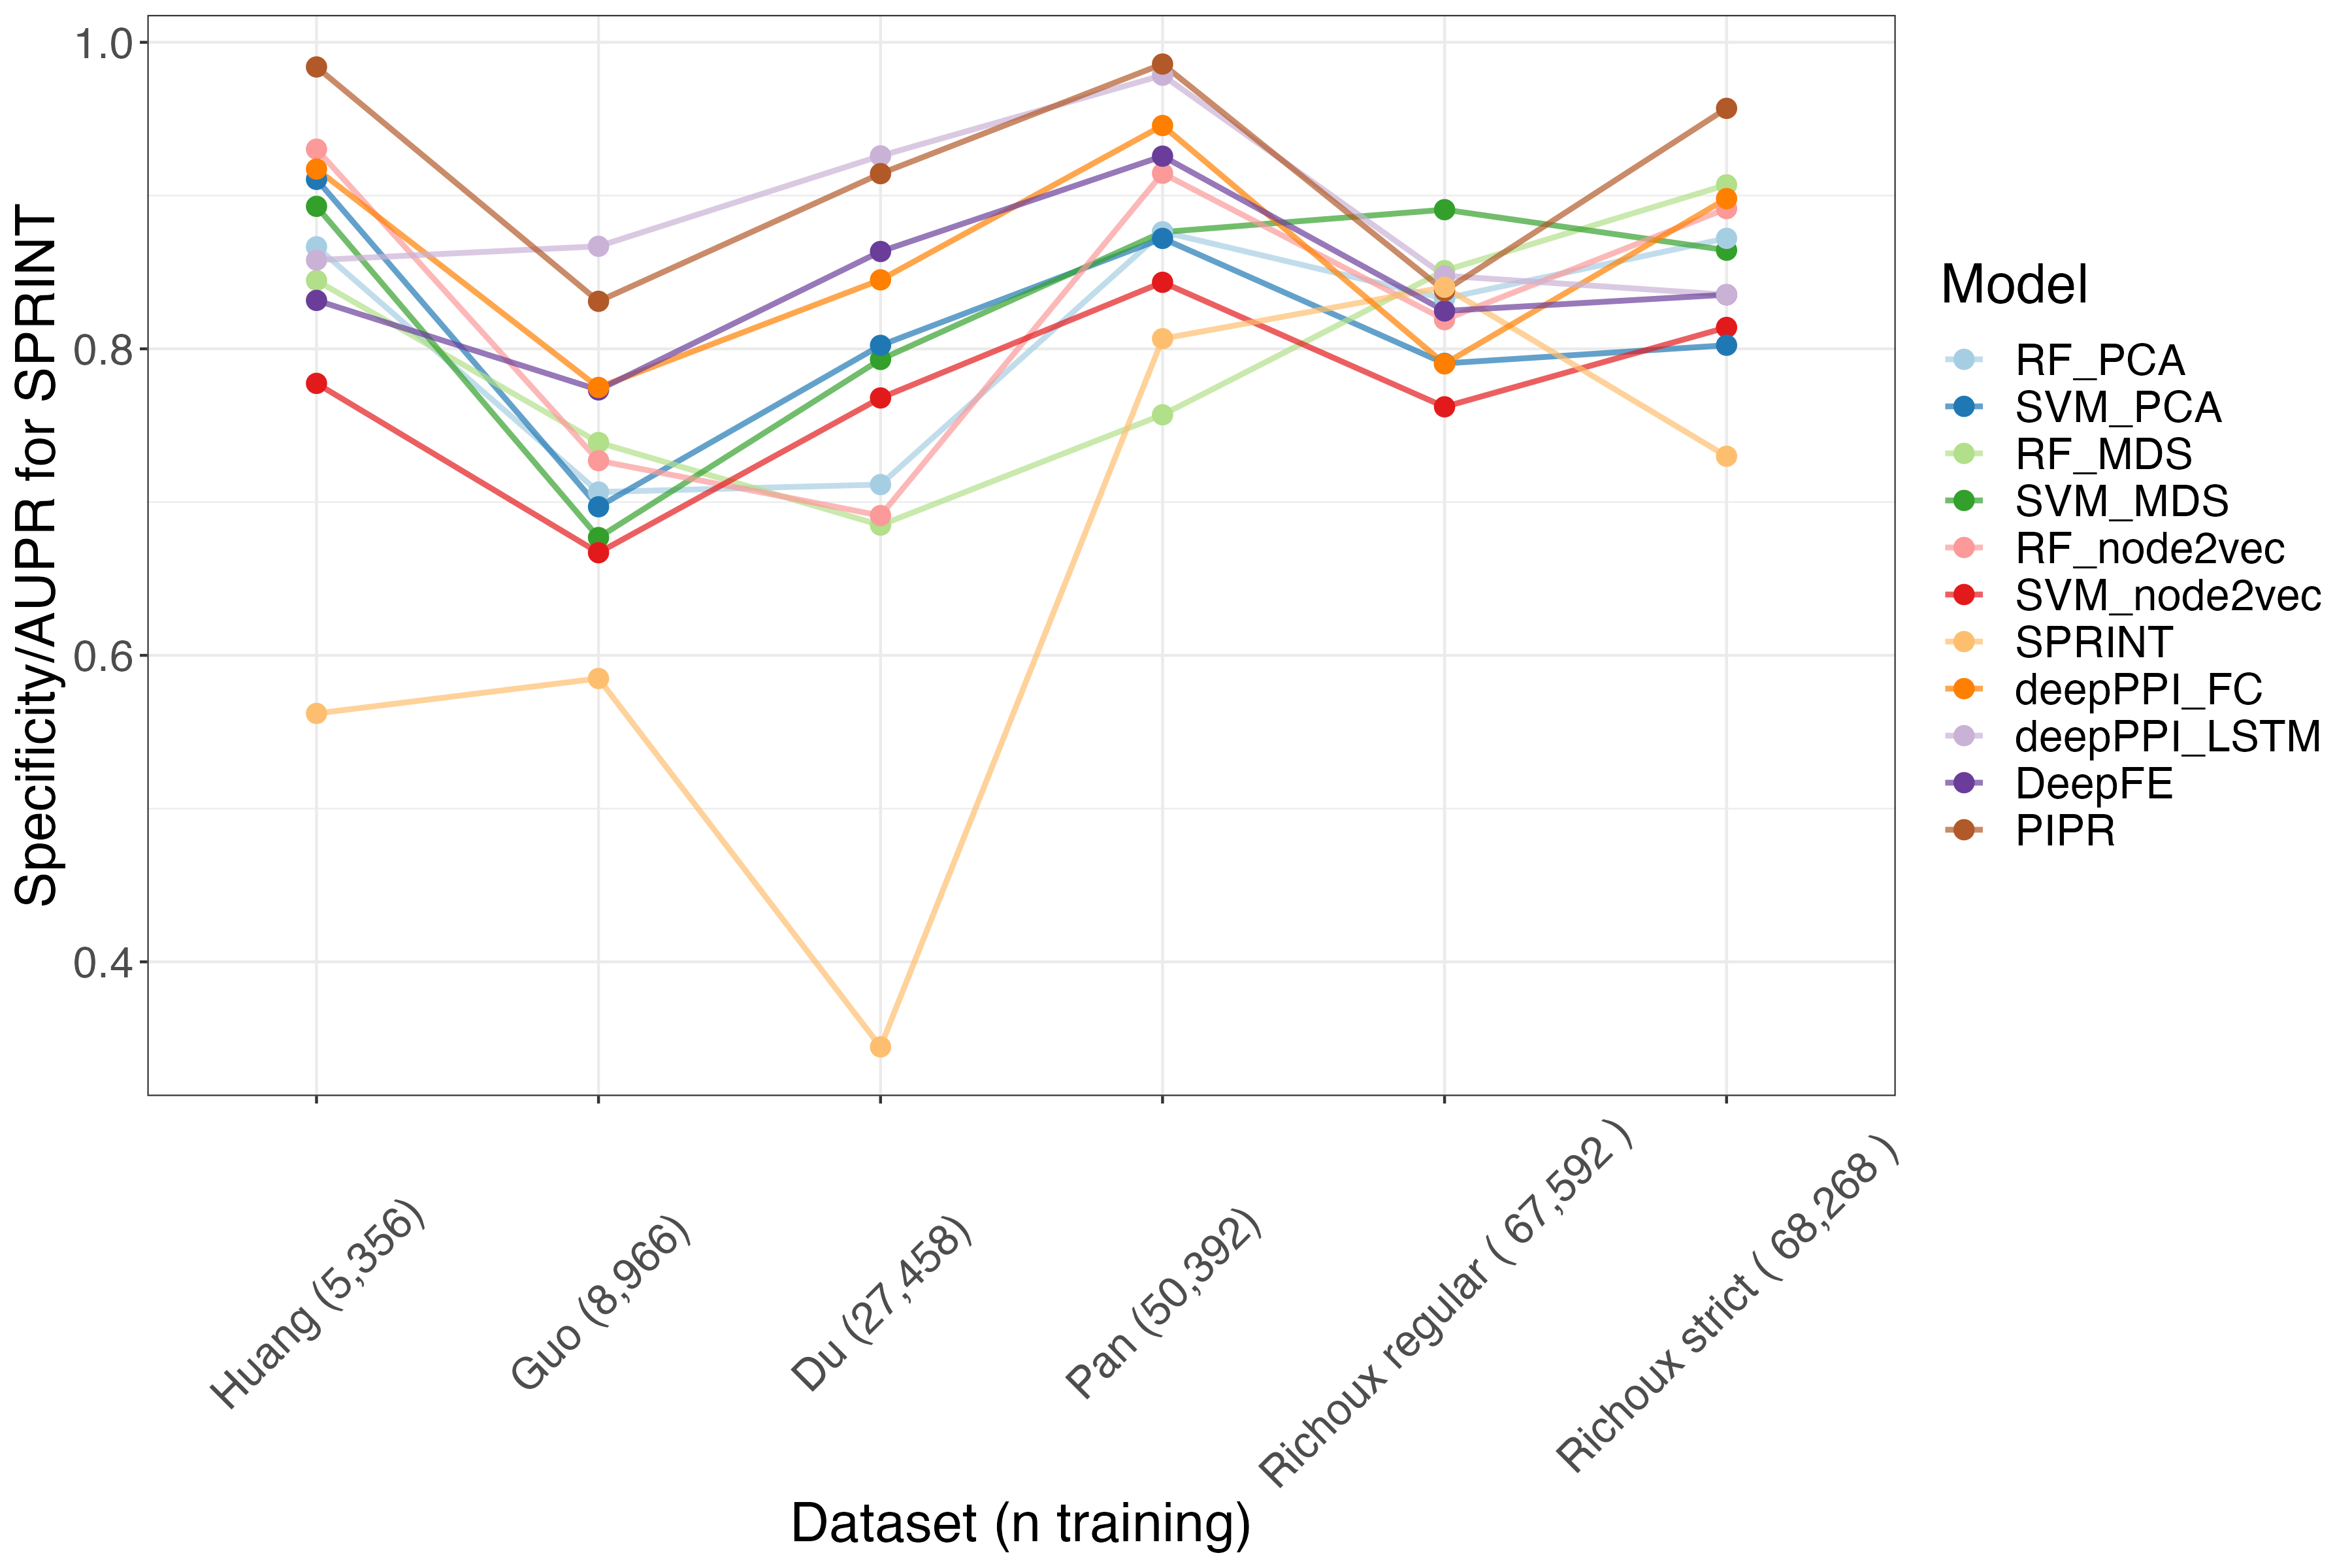 Specificity/AUPR for SPRINT
1.0
0.8
0.6
0.4
Huang (5,356)
Guo (8,966)
Du (27,458)
Pan (50,392)
Richoux regular ( 67,592 )
Richoux strict ( 68,268 )
Dataset (n training)
Model
RF_PCA
SVM_PCA
RF_MDS
SVM_MDS
RF_node2vec
SVM_node2vec
SPRINT
deepPPI_FC
deepPPI_LSTM
DeepFE
PIPR